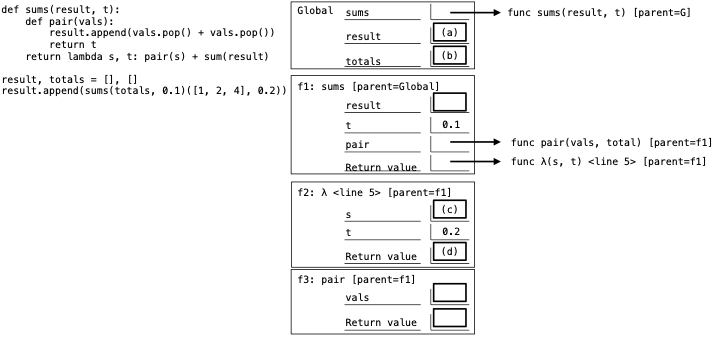 def sums(result, t):
    def pair(vals):
        result.append(vals.pop() + vals.pop())
        return t
    return lambda s, t: pair(s) + sum(result)
result, totals = [], []
result.append(sums(totals, 0.1)([1, 2, 4], 0.2))
Global sums func sums(result, t) [parent=G]
result (a)
totals (b)
f1: sums [parent=Global]
result
t 0.1
pair func pair(vals, total) [parent=f1]
Return value func λ(s, t) <line 5> [parent=f1]
f2: λ <line 5> [parent=f1]
s (c)
t 0.2
Return value (d)
f3: pair [parent=f1]
vals
Return value